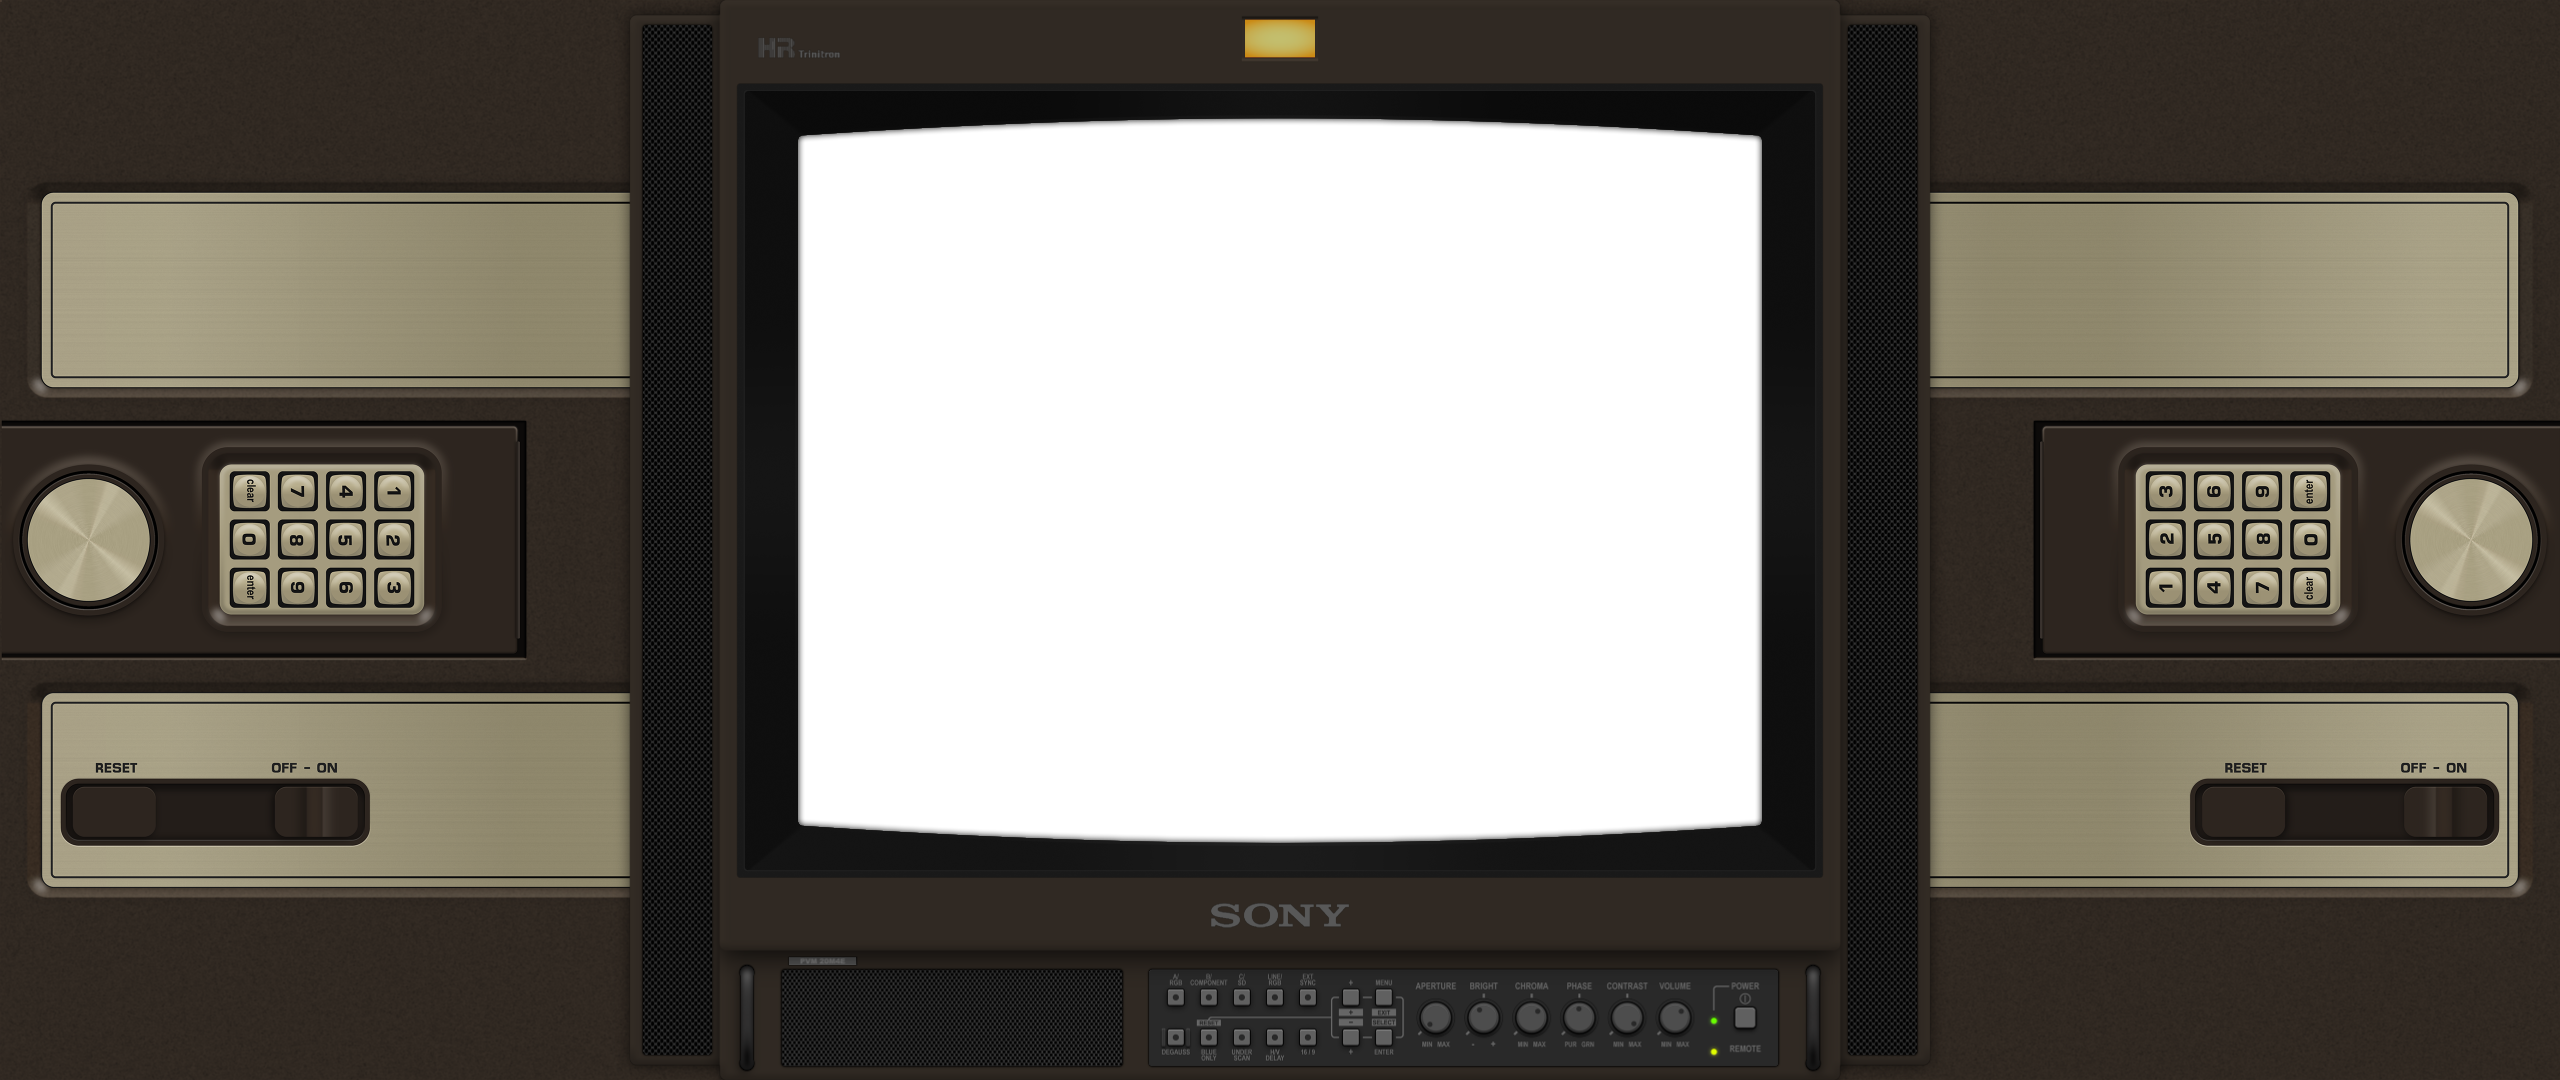 HR Trinitron
clear 7 4 1
0 8 5 2
enter 9 6 3
3 6 9 enter
2 5 8 0
1 4 7 clear
RESET OFF - ON
RESET OFF - ON
SONY
PVM 20M4E
A/ RGB
B/ COMPONENT
C/ SD
LINE/ RGB
EXT SYNC
MENU
APERTURE BRIGHT CHROMA PHASE CONTRAST VOLUME
POWER
RESET
+ EXIT
- SELECT
DEGAUSS
BLUE ONLY
UNDER SCAN
H/V DELAY
16 / 9
ENTER
MIN MAX - + MIN MAX PUR GRN MIN MAX MIN MAX
REMOTE